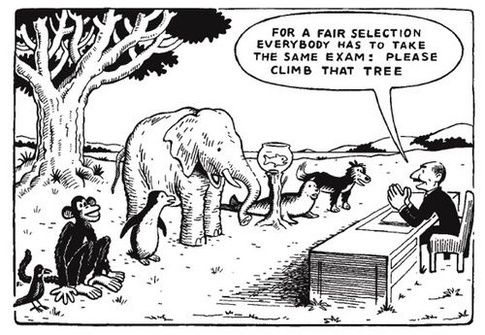 FOR A FAIR SELECTION
EVERYBODY HAS TO TAKE
THE SAME EXAM: PLEASE
CLIMB THAT TREE